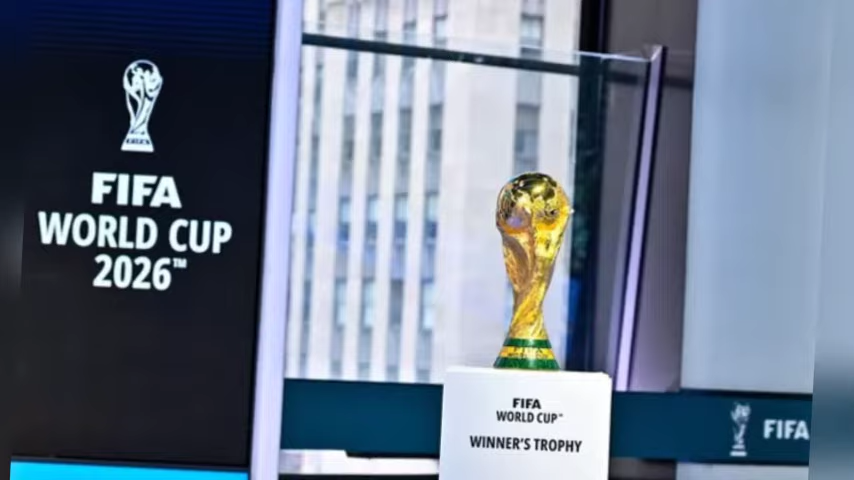 FIFA
WORLD CUP
2026™
FIFA
WORLD CUP™
WINNER'S TROPHY
FIFA